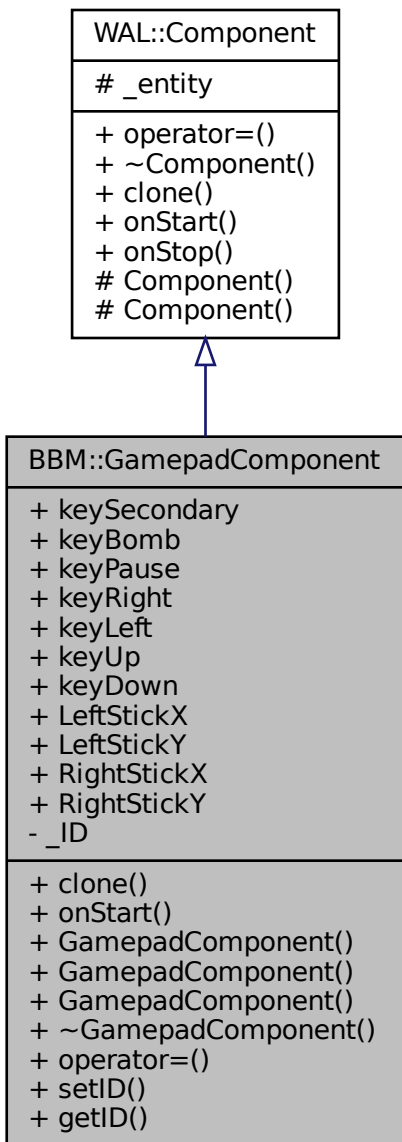 WAL::Component
# _entity
+ operator=()
+ ~Component()
+ clone()
+ onStart()
+ onStop()
# Component()
# Component()
BBM::GamepadComponent
+ keySecondary
+ keyBomb
+ keyPause
+ keyRight
+ keyLeft
+ keyUp
+ keyDown
+ LeftStickX
+ LeftStickY
+ RightStickX
+ RightStickY
- _ID
+ clone()
+ onStart()
+ GamepadComponent()
+ GamepadComponent()
+ GamepadComponent()
+ ~GamepadComponent()
+ operator=()
+ setID()
+ getID()